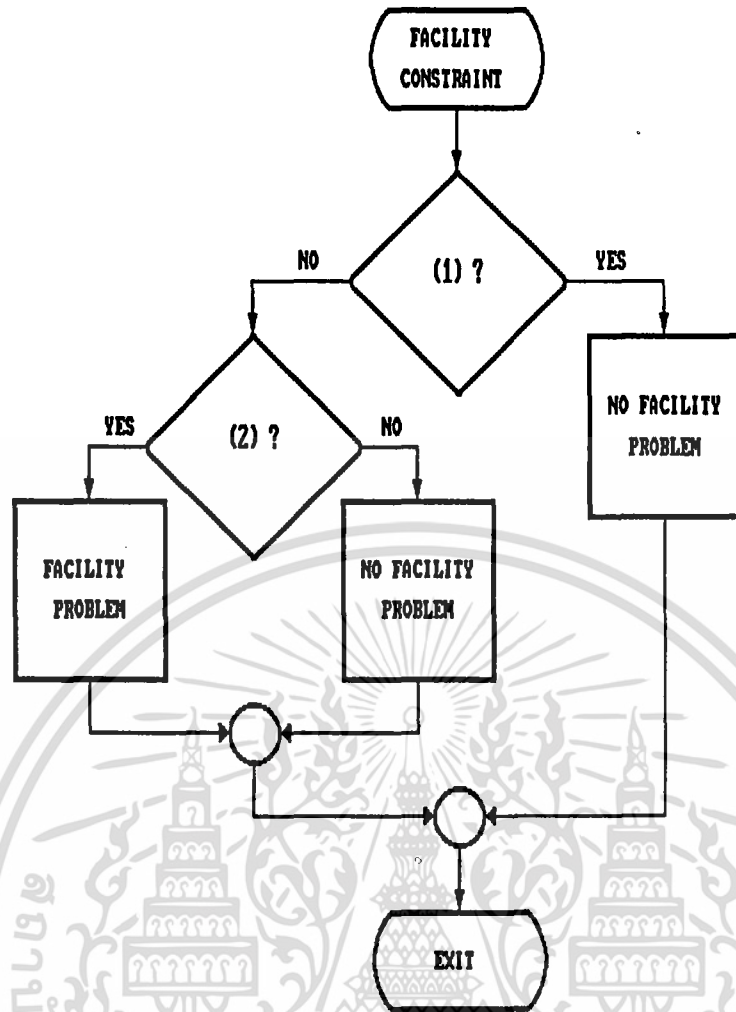 FACILITY
CONSTRAINT
(1) ?
NO
YES
(2) ?
YES
NO
NO FACILITY
PROBLEM
FACILITY
PROBLEM
NO FACILITY
PROBLEM
EXIT